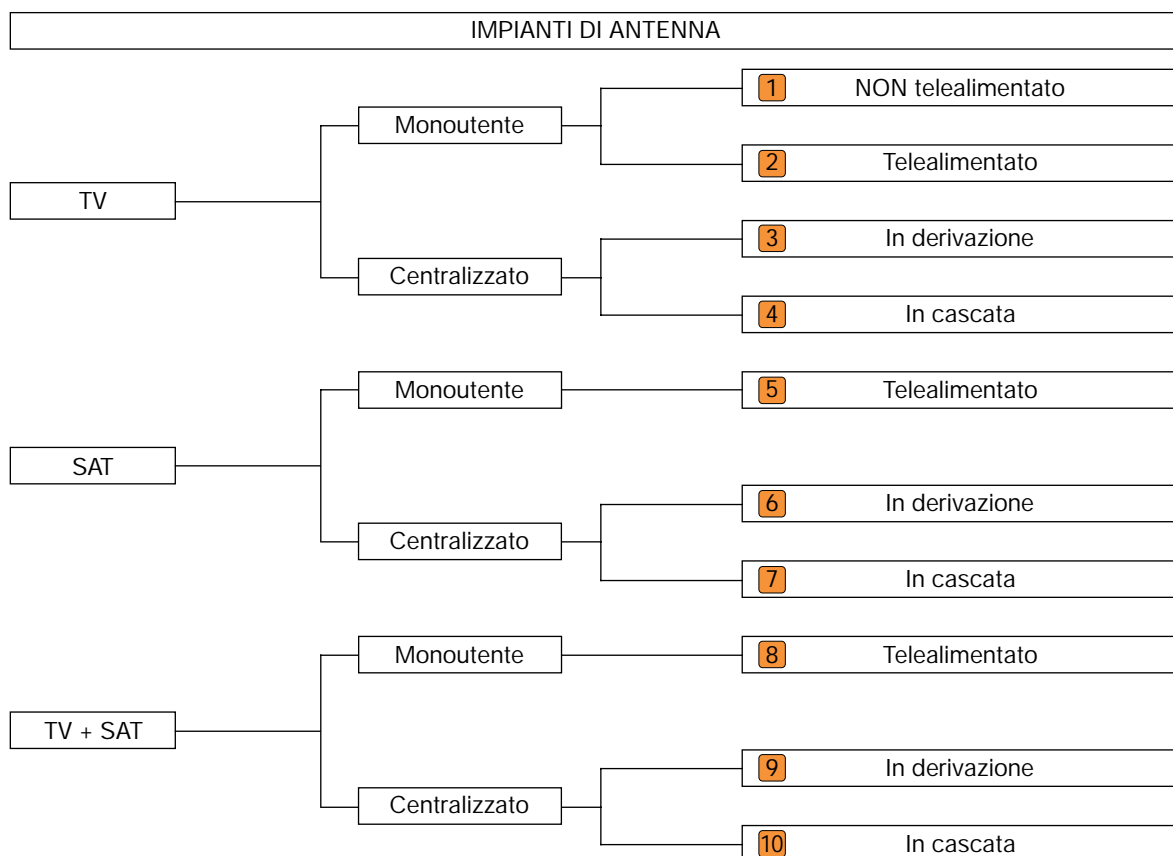 IMPIANTI DI ANTENNA
1 NON telealimentato
Monoutente
2 Telealimentato
TV
3 In derivazione
Centralizzato
4 In cascata
Monoutente
5 Telealimentato
SAT
6 In derivazione
Centralizzato
7 In cascata
Monoutente
8 Telealimentato
TV + SAT
9 In derivazione
Centralizzato
10 In cascata